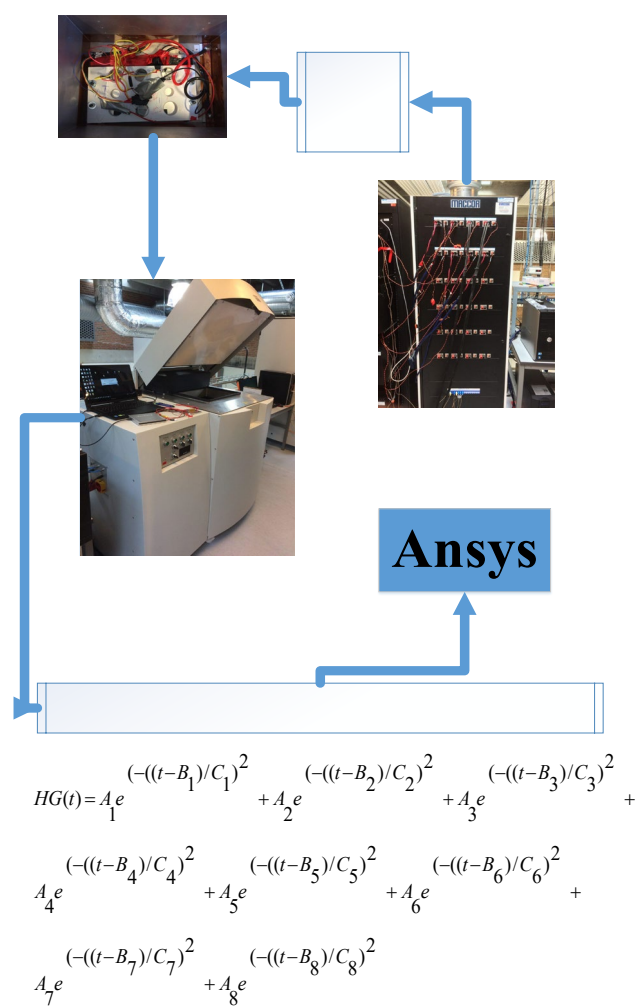 MACCOR
Ansys
HG(t) = A₁e^(-((t-B₁)/C₁)² + A₂e^(-((t-B₂)/C₂)² + A₃e^(-((t-B₃)/C₃)² +
A₄e^(-((t-B₄)/C₄)² + A₅e^(-((t-B₅)/C₅)² + A₆e^(-((t-B₆)/C₆)² +
A₇e^(-((t-B₇)/C₇)² + A₈e^(-((t-B₈)/C₈)²